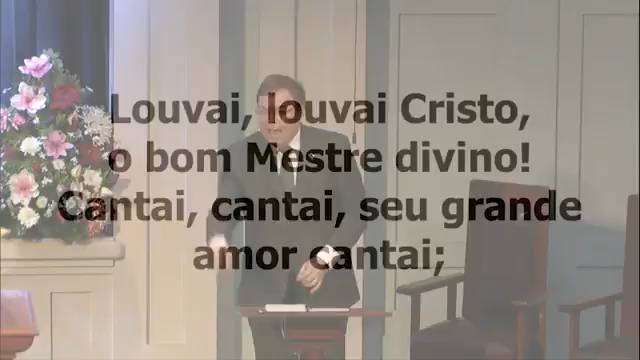 Louvai, louvai Cristo,
o bom Mestre divino!
Cantai, cantai, seu grande
amor cantai;